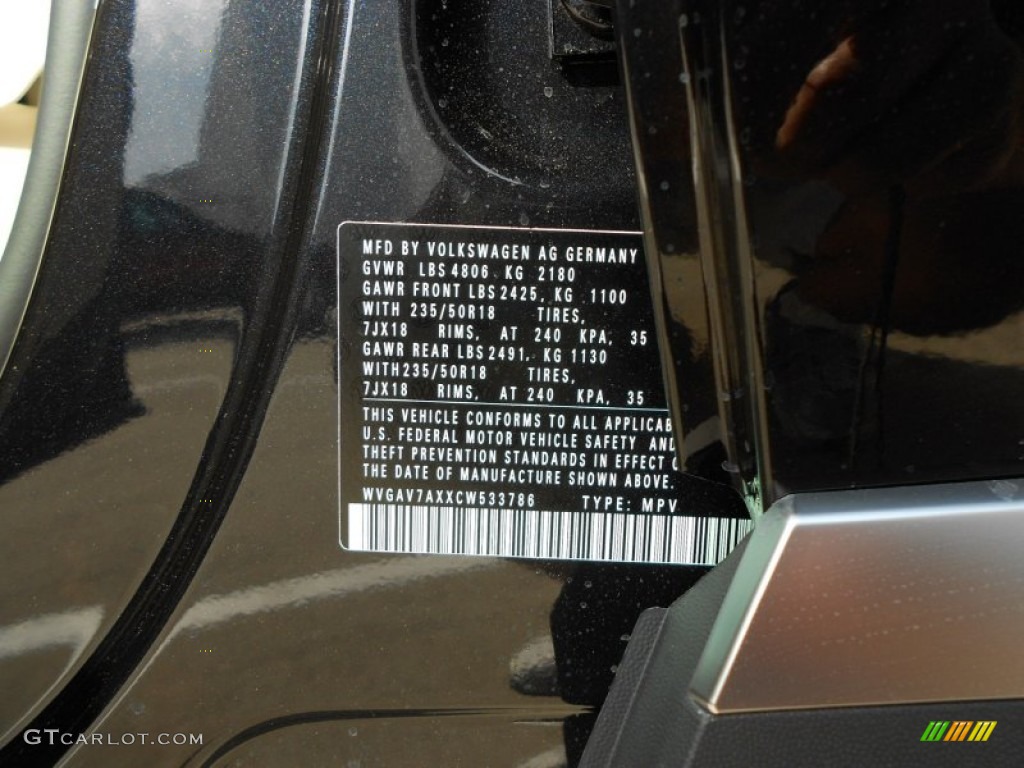 MFD BY VOLKSWAGEN AG GERMANY
GVWR LBS 4806 KG 2180
GAWR FRONT LBS 2425, KG 1100
WITH 235/50R18 TIRES,
7JX18 RIMS, AT 240 KPA, 35
GAWR REAR LBS 2491, KG 1130
WITH 235/50R18 TIRES,
7JX18 RIMS, AT 240 KPA, 35
THIS VEHICLE CONFORMS TO ALL APPLICAB
U.S. FEDERAL MOTOR VEHICLE SAFETY AND
THEFT PREVENTION STANDARDS IN EFFECT O
THE DATE OF MANUFACTURE SHOWN ABOVE.
WVGAV7AXXCW533786 TYPE: MPV
GTCARLOT.COM